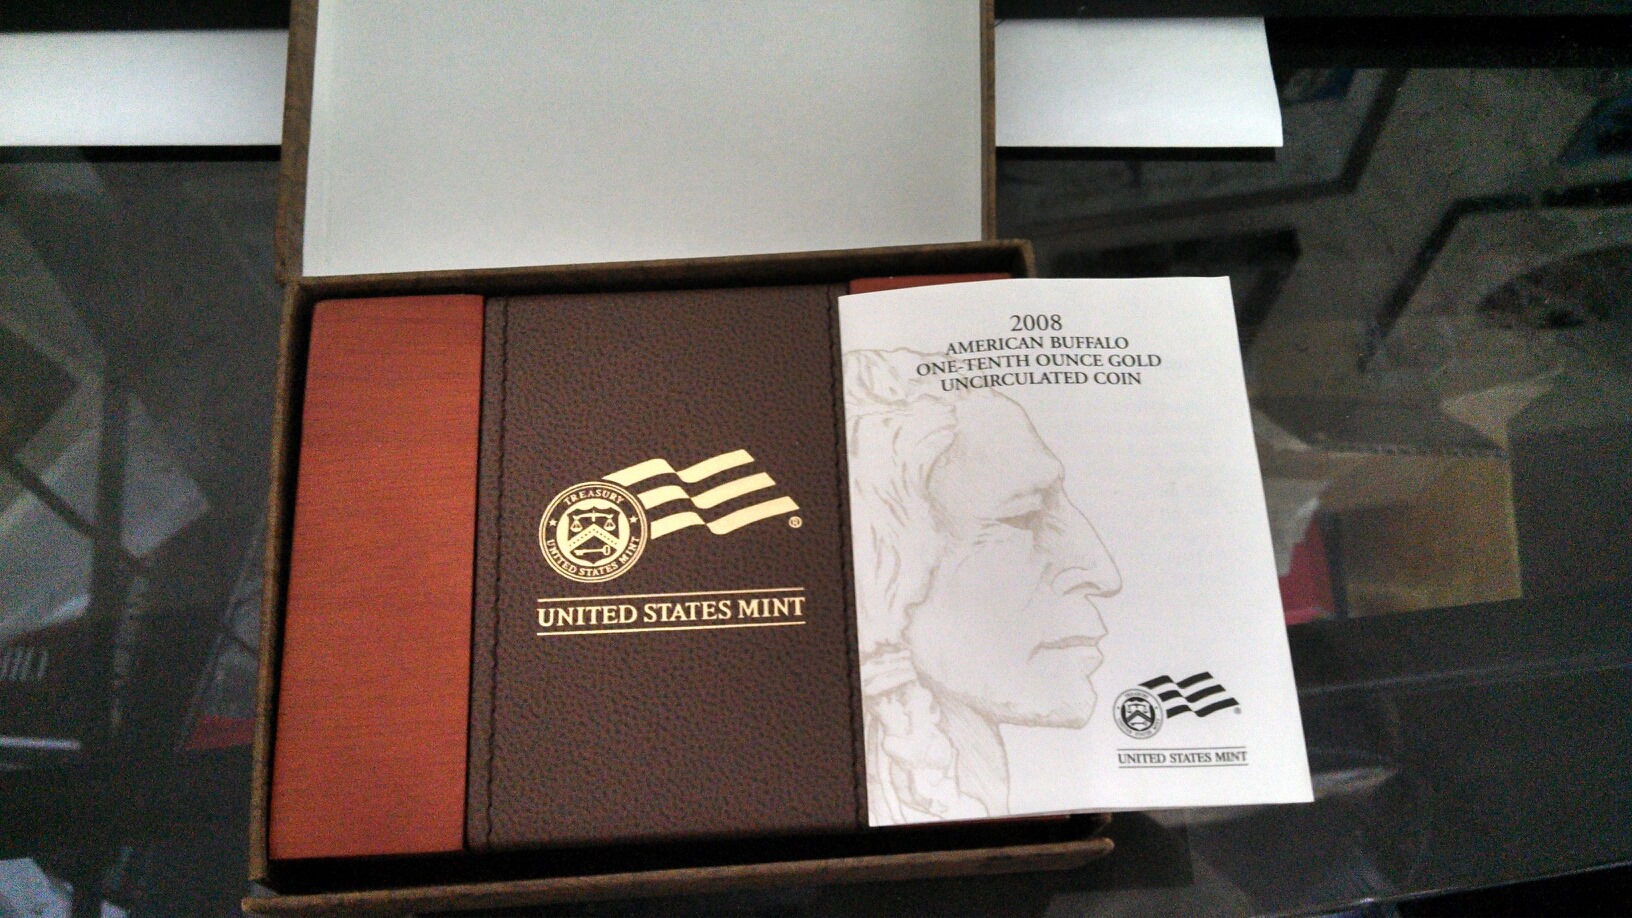 TREASURY
UNITED STATES MINT
®
UNITED STATES MINT
2008
AMERICAN BUFFALO
ONE-TENTH OUNCE GOLD
UNCIRCULATED COIN
®
UNITED STATES MINT